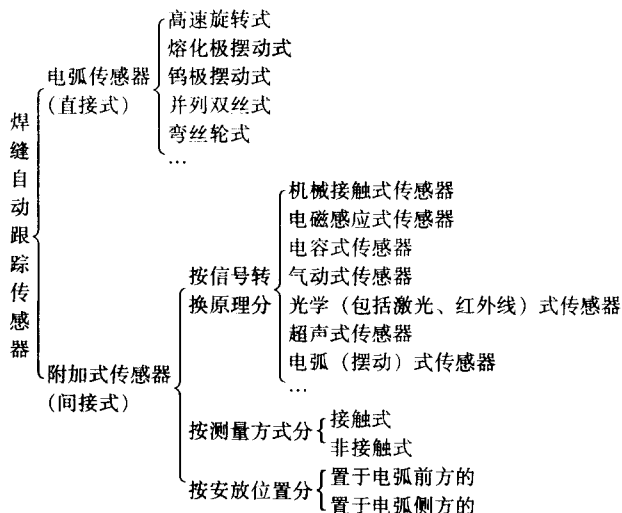 焊缝自动跟踪传感器
电弧传感器
(直接式)
高速旋转式
熔化极摆动式
钨极摆动式
并列双丝式
弯丝轮式
…
附加式传感器
(间接式)
按信号转
换原理分
机械接触式传感器
电磁感应式传感器
电容式传感器
气动式传感器
光学（包括激光、红外线）式传感器
超声式传感器
电弧（摆动）式传感器
…
按测量方式分
接触式
非接触式
按安放位置分
置于电弧前方的
置于电弧侧方的